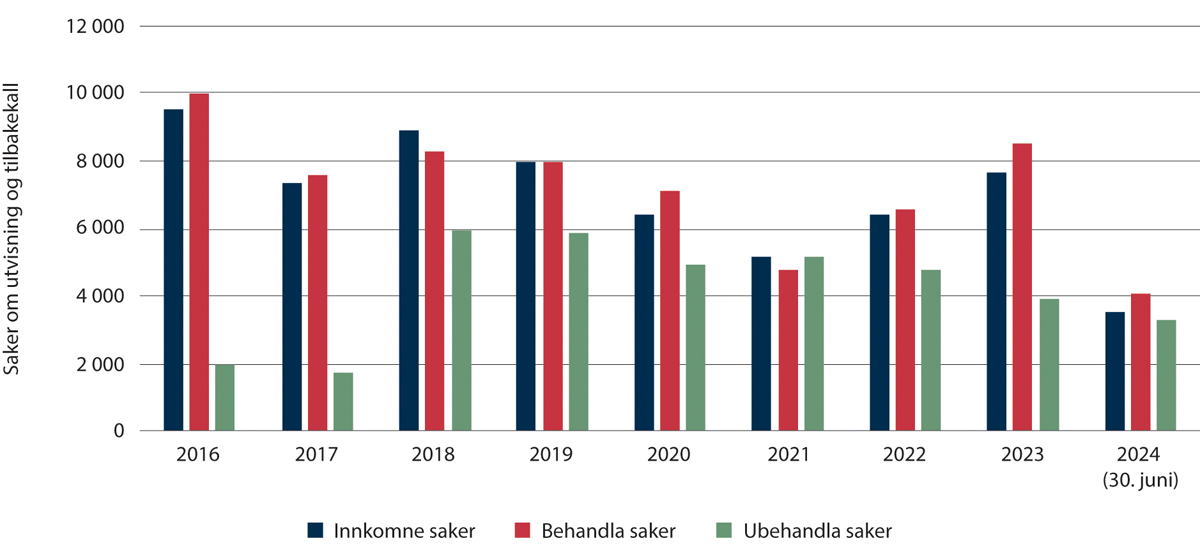 Saker om utvisning og tilbakekall
12 000
10 000
8 000
6 000
4 000
2 000
0
2016 2017 2018 2019 2020 2021 2022 2023 2024
(30. juni)
Innkomne saker Behandla saker Ubehandla saker